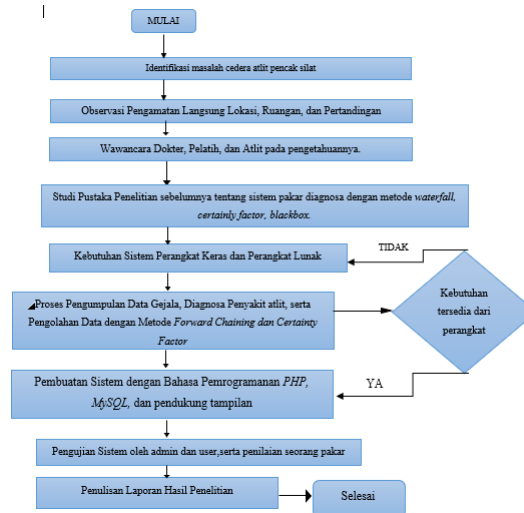 MULAI
Identifikasi masalah cedera atlit pencak silat
Observasi Pengamatan Langsung Lokasi, Ruangan, dan Pertandingan
Wawancara Dokter, Pelatih, dan Atlit pada pengetahuannya.
Studi Pustaka Penelitian sebelumnya tentang sistem pakar diagnosa dengan metode waterfall,
certainly factor, blackbox.
Kebutuhan Sistem Perangkat Keras dan Perangkat Lunak
TIDAK
Proses Pengumpulan Data Gejala, Diagnosa Penyakit atlit, serta
Pengolahan Data dengan Metode Forward Chaining dan Certainty
Factor
Kebutuhan
tersedia dari
perangkat
YA
Pembuatan Sistem dengan Bahasa Pemrogramanan PHP,
MySQL, dan pendukung tampilan
Pengujian Sistem oleh admin dan user,serta penilaian seorang pakar
Penulisan Laporan Hasil Penelitian
Selesai